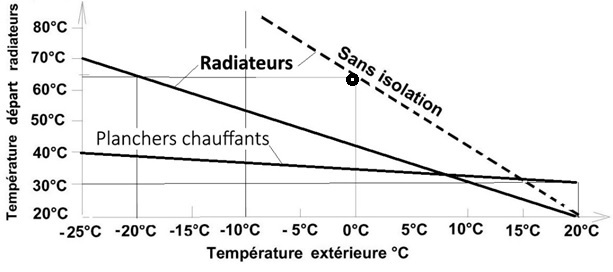 Température départ radiateurs
80°C
70°C
60°C
50°C
40°C
30°C
20°C
Radiateurs
Sans isolation
Planchers chauffants
-25°C -20°C -15°C -10°C -5°C 0°C 5°C 10°C 15°C 20°C
Température extérieure °C